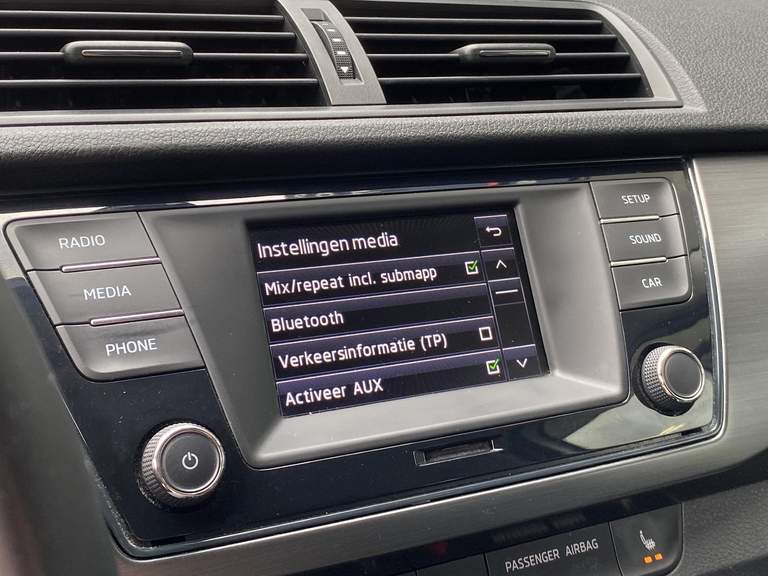 RADIO
MEDIA
PHONE
Instellingen media
Mix/repeat incl. submapp
Bluetooth
Verkeersinformatie (TP)
Activeer AUX
SETUP
SOUND
CAR
PASSENGER AIRBAG